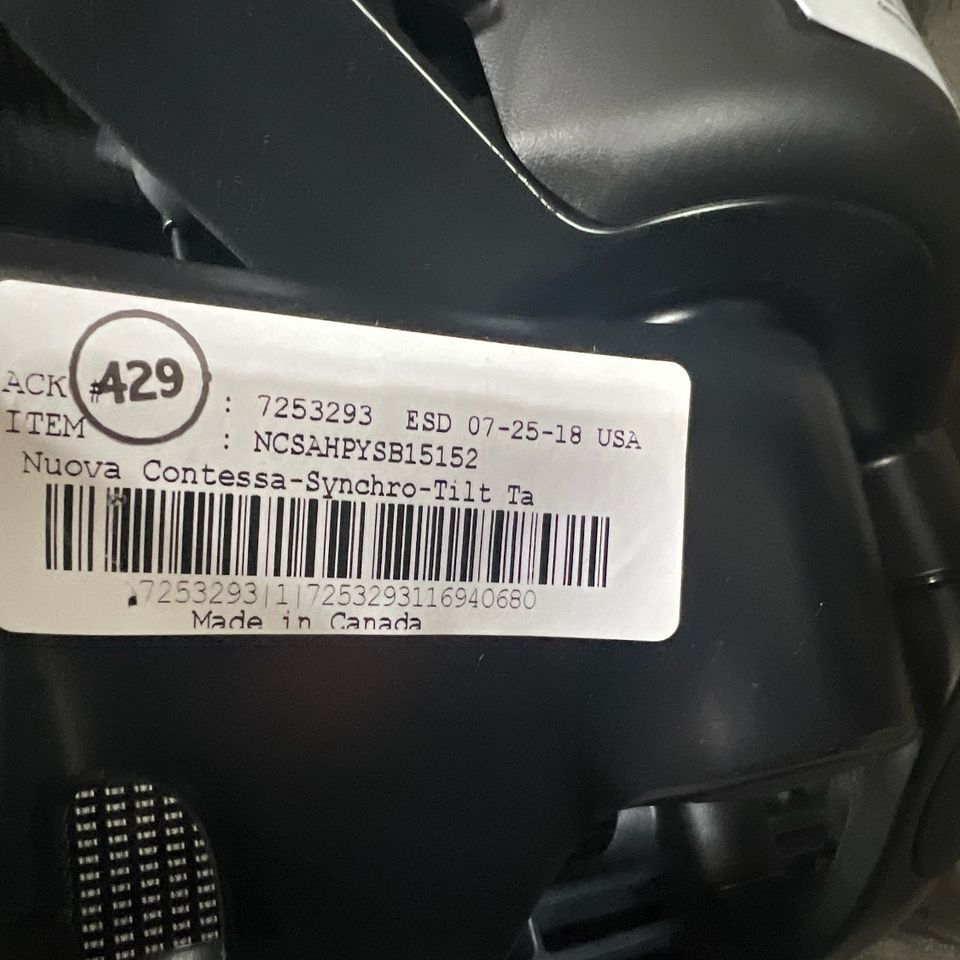 #429
ACK : 7253293 ESD 07-25-18 USA
ITEM : NCSAHPYSB15152
Nuova Contessa-Synchro-Tilt Ta
7253293|1|7253293116940680
Made in Canada